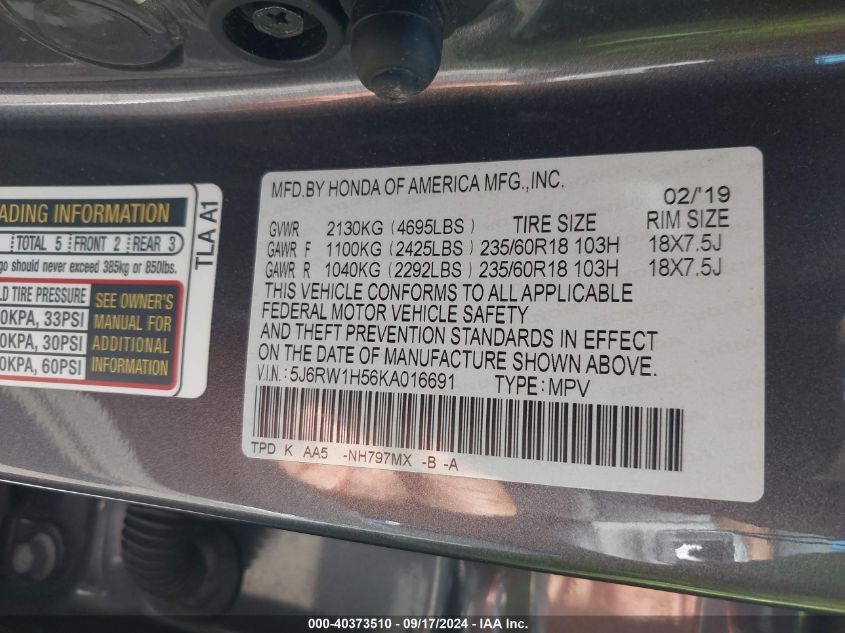 ADING INFORMATION
TOTAL 5 FRONT 2 REAR 3
go should never exceed 385kg or 850lbs.
LD TIRE PRESSURE
0KPA, 33PSI
0KPA, 30PSI
0KPA, 60PSI
SEE OWNER'S
MANUAL FOR
ADDITIONAL
INFORMATION
TLA A1
MFD.BY HONDA OF AMERICA MFG.,INC.
02/'19
GVWR 2130KG (4695LBS) TIRE SIZE RIM SIZE
GAWR F 1100KG (2425LBS) 235/60R18 103H 18X7.5J
GAWR R 1040KG (2292LBS) 235/60R18 103H 18X7.5J
THIS VEHICLE CONFORMS TO ALL APPLICABLE
FEDERAL MOTOR VEHICLE SAFETY
AND THEFT PREVENTION STANDARDS IN EFFECT
ON THE DATE OF MANUFACTURE SHOWN ABOVE.
V.I.N.: 5J6RW1H56KA016691 TYPE: MPV
TPD K AA5 -NH797MX -B -A
000-40373510 - 09/17/2024 - IAA Inc.